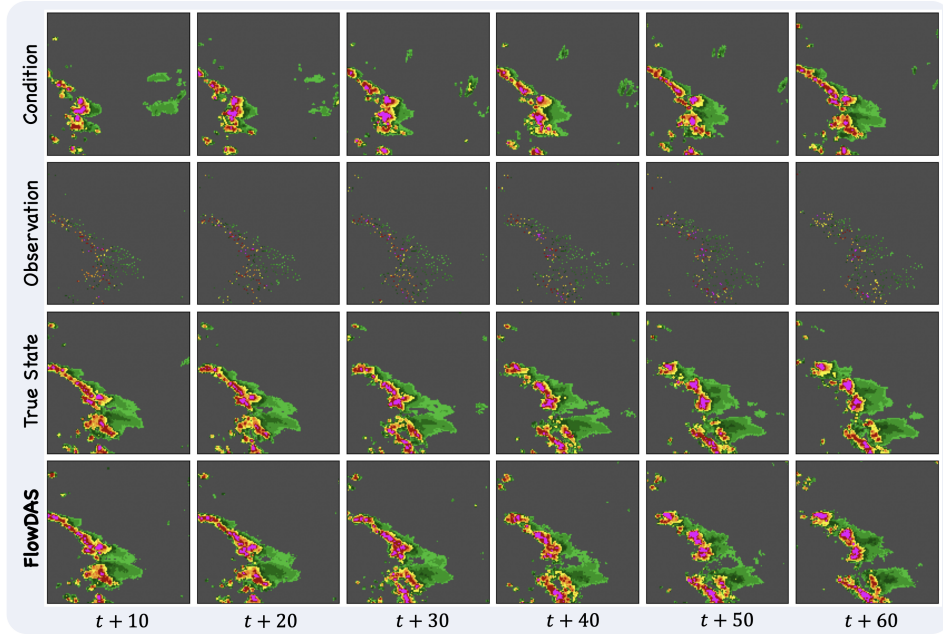 Condition
Observation
True State
FlowDAS
t + 10 t + 20 t + 30 t + 40 t + 50 t + 60